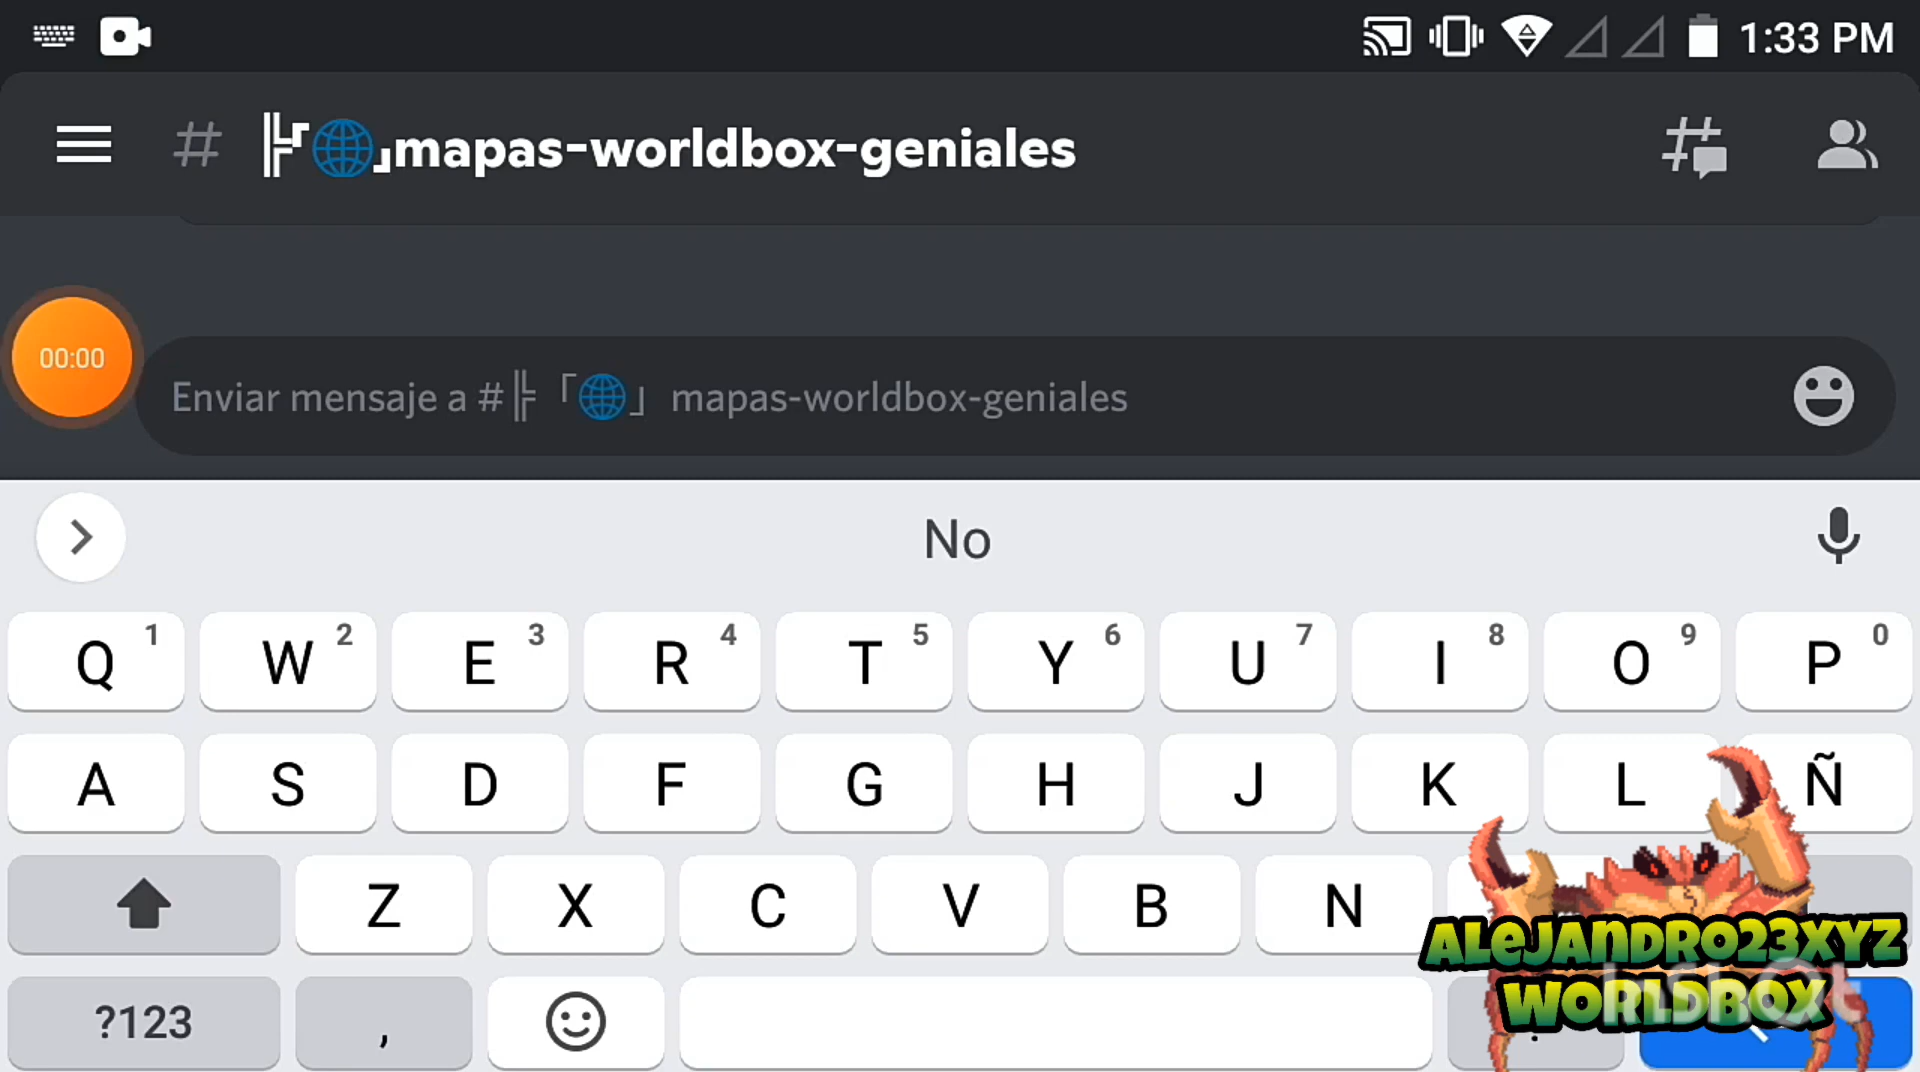 1:33 PM
# ╠「🌐」mapas-worldbox-geniales
00:00
Enviar mensaje a #╠「🌐」mapas-worldbox-geniales
No
Q 1 W 2 E 3 R 4 T 5 Y 6 U 7 I 8 O 9 P 0
A S D F G H J K L Ñ
Z X C V B N
ALEJANDRO23XYZ
WORLDBOX
InShOt
?123 , .